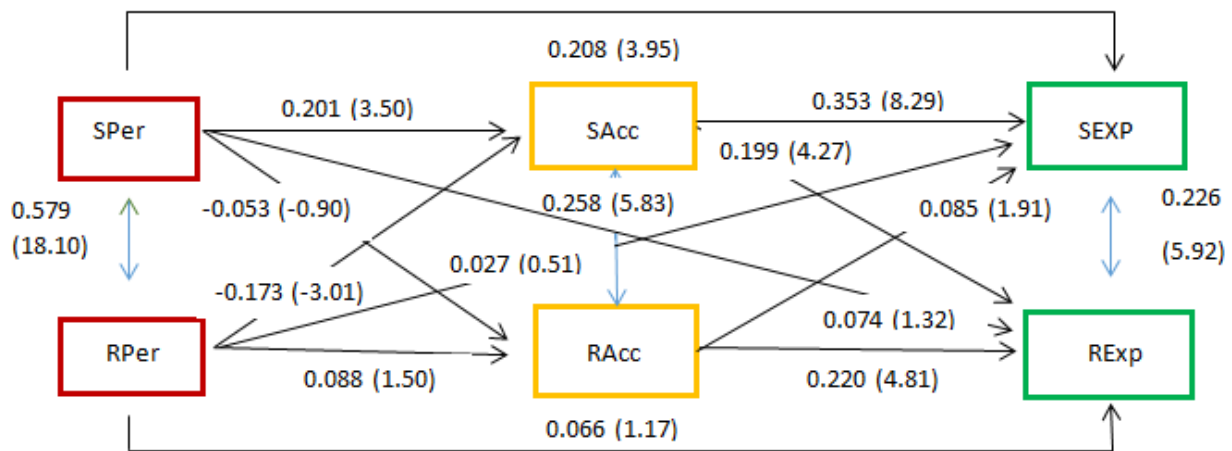 0.208 (3.95)
0.201 (3.50)
0.353 (8.29)
SPer
SAcc
SEXP
0.199 (4.27)
-0.053 (-0.90)
0.258 (5.83)
0.085 (1.91)
0.579
(18.10)
0.226
(5.92)
0.027 (0.51)
-0.173 (-3.01)
0.074 (1.32)
RPer
RAcc
RExp
0.088 (1.50)
0.220 (4.81)
0.066 (1.17)